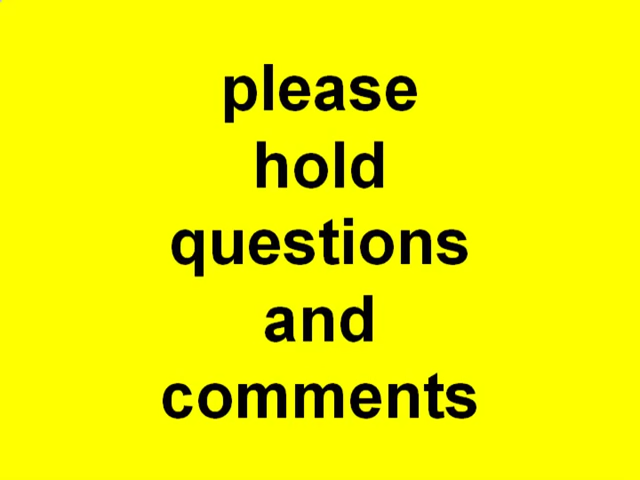 please
hold
questions
and
comments